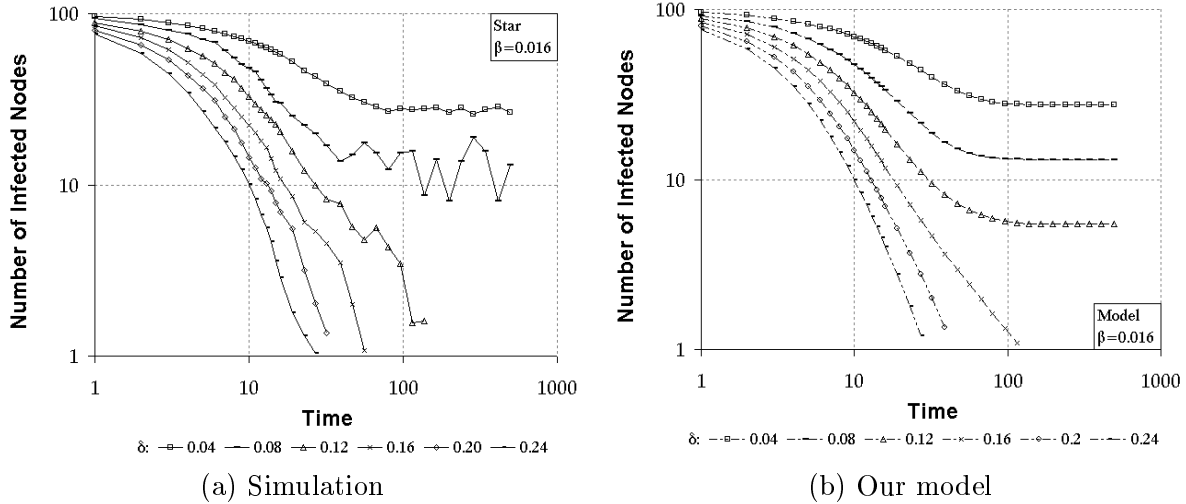 100
10
1
Number of Infected Nodes
Star
β=0.016
1 10 100 1000
Time
δ: 0.04 0.08 0.12 0.16 0.20 0.24
(a) Simulation
100
10
1
Number of Infected Nodes
Model
β=0.016
1 10 100 1000
Time
δ: 0.04 0.08 0.12 0.16 0.2 0.24
(b) Our model